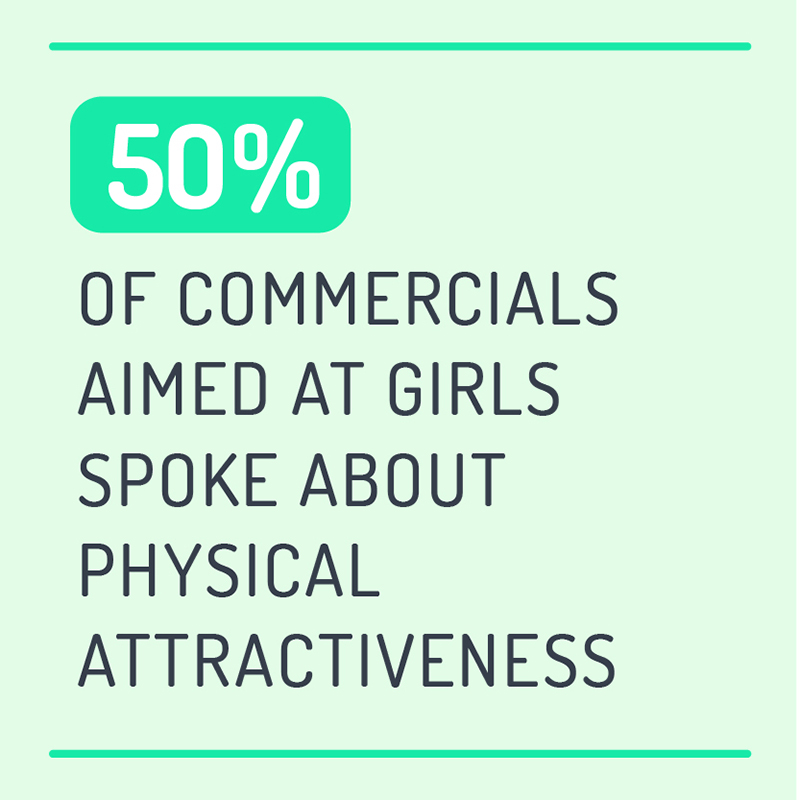 50%
OF COMMERCIALS
AIMED AT GIRLS
SPOKE ABOUT
PHYSICAL
ATTRACTIVENESS